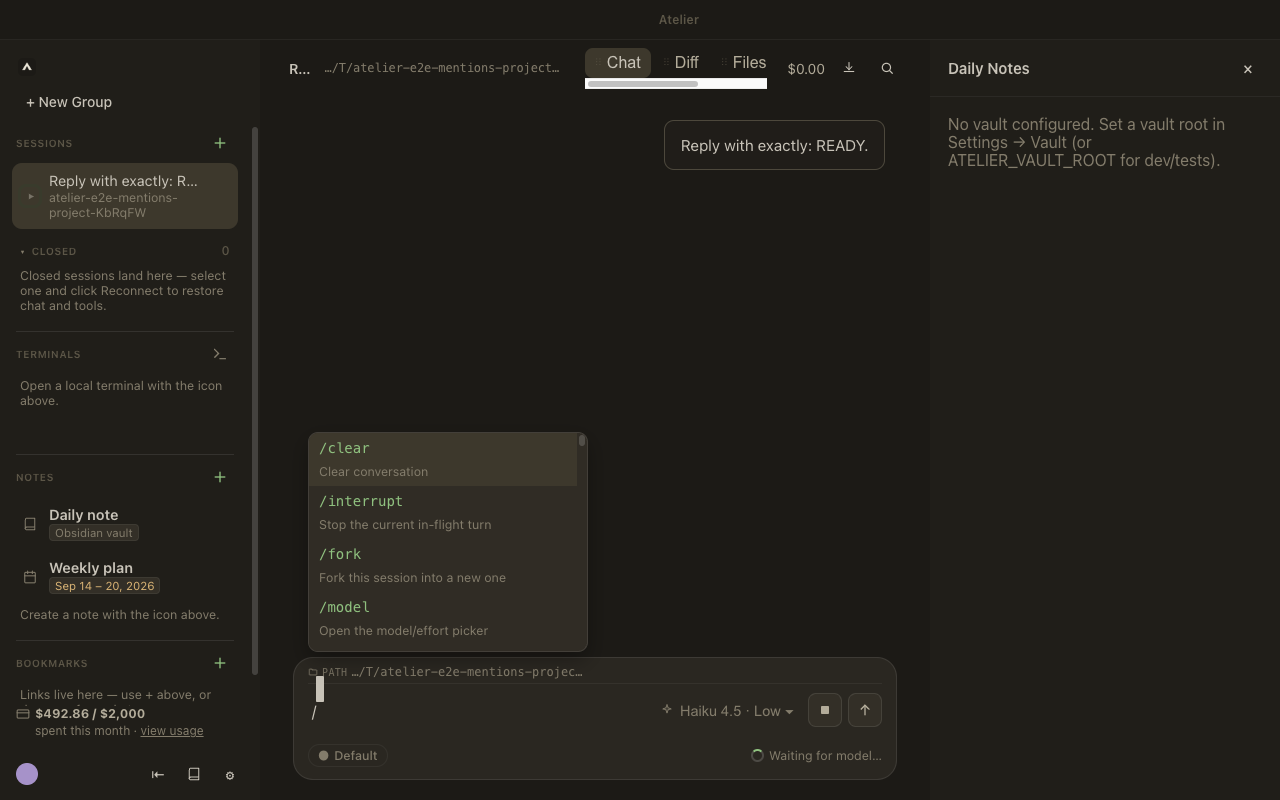 Atelier
+ New Group
SESSIONS
Reply with exactly: R...
atelier-e2e-mentions-
project-KbRqFW
CLOSED 0
Closed sessions land here — select
one and click Reconnect to restore
chat and tools.
TERMINALS
Open a local terminal with the icon
above.
NOTES
Daily note
Obsidian vault
Weekly plan
Sep 14 – 20, 2026
Create a note with the icon above.
BOOKMARKS
Links live here — use + above, or
$492.86 / $2,000
spent this month · view usage
R... …/T/atelier-e2e-mentions-project…
Chat Diff Files
$0.00
Reply with exactly: READY.
/clear
Clear conversation
/interrupt
Stop the current in-flight turn
/fork
Fork this session into a new one
/model
Open the model/effort picker
PATH …/T/atelier-e2e-mentions-projec…
/
Haiku 4.5 · Low
Default
Waiting for model…
Daily Notes
No vault configured. Set a vault root in
Settings → Vault (or
ATELIER_VAULT_ROOT for dev/tests).